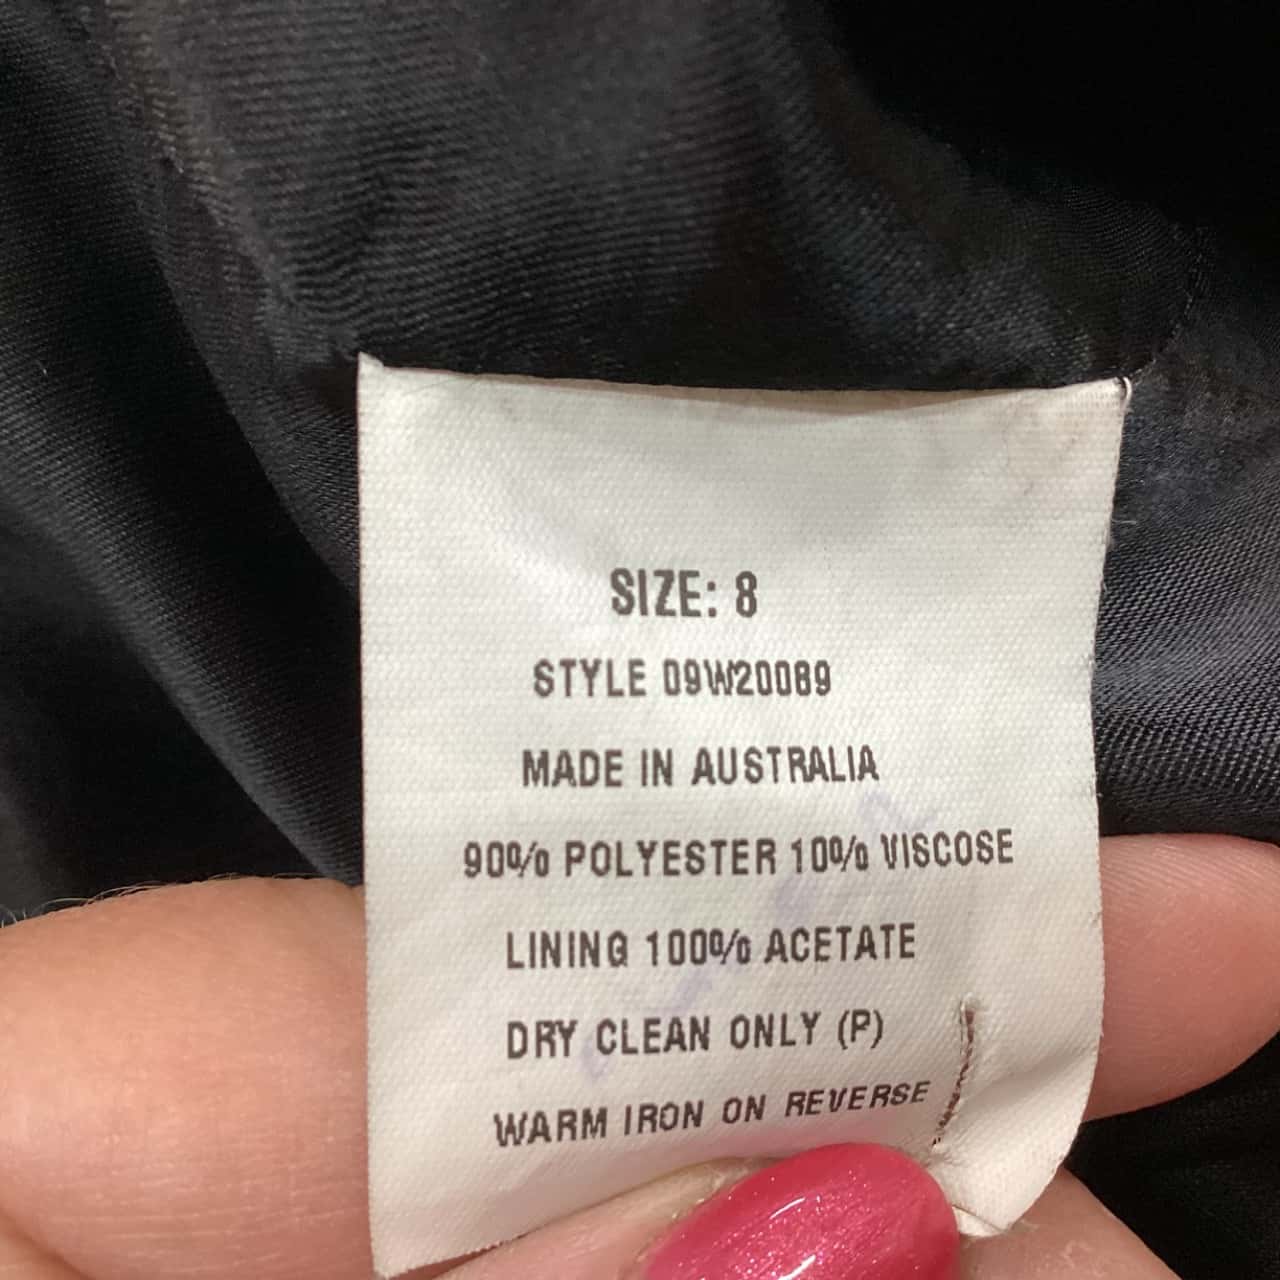 SIZE: 8
STYLE 09W20089
MADE IN AUSTRALIA
90% POLYESTER 10% VISCOSE
LINING 100% ACETATE
DRY CLEAN ONLY (P)
WARM IRON ON REVERSE